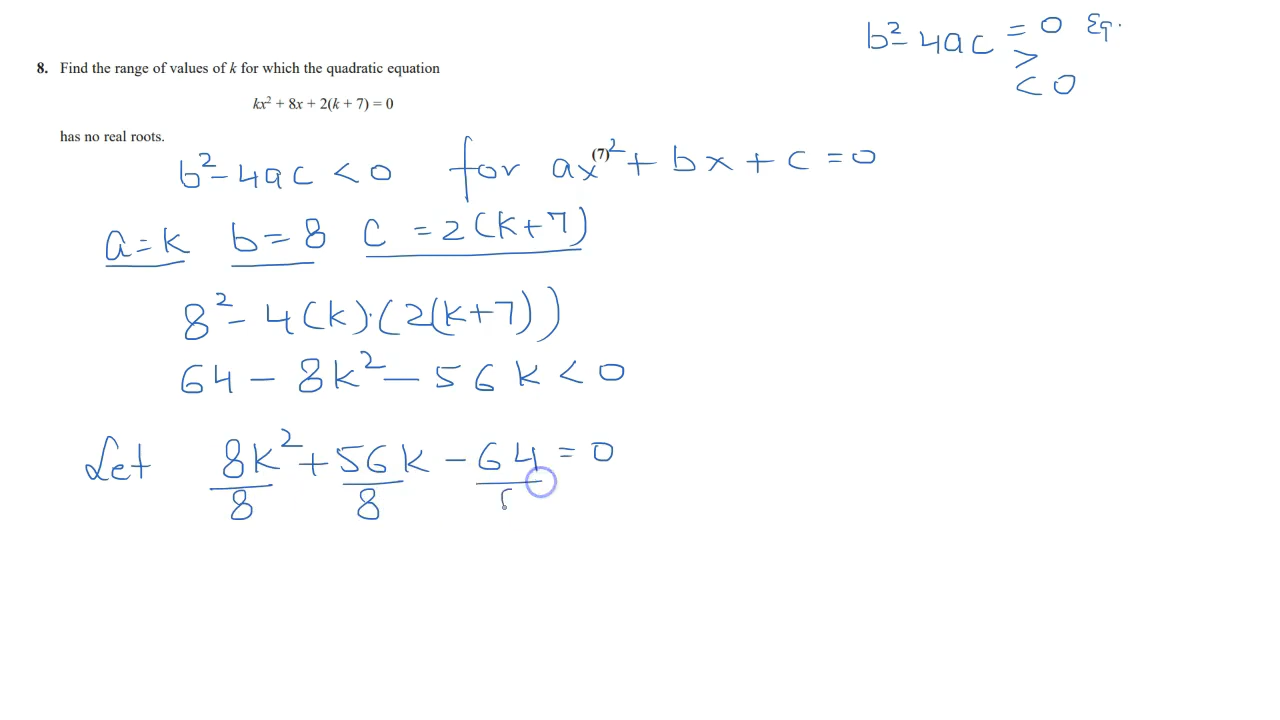 b² - 4ac = 0 Eq.
>
< 0
8. Find the range of values of k for which the quadratic equation
kx² + 8x + 2(k + 7) = 0
has no real roots.
(7)
b² - 4ac < 0 for ax² + bx + c = 0
a = k b = 8 c = 2(k+7)
8² - 4(k)·(2(k+7))
64 - 8k² - 56k < 0
Let 8k² + 56k - 64 = 0
8 8